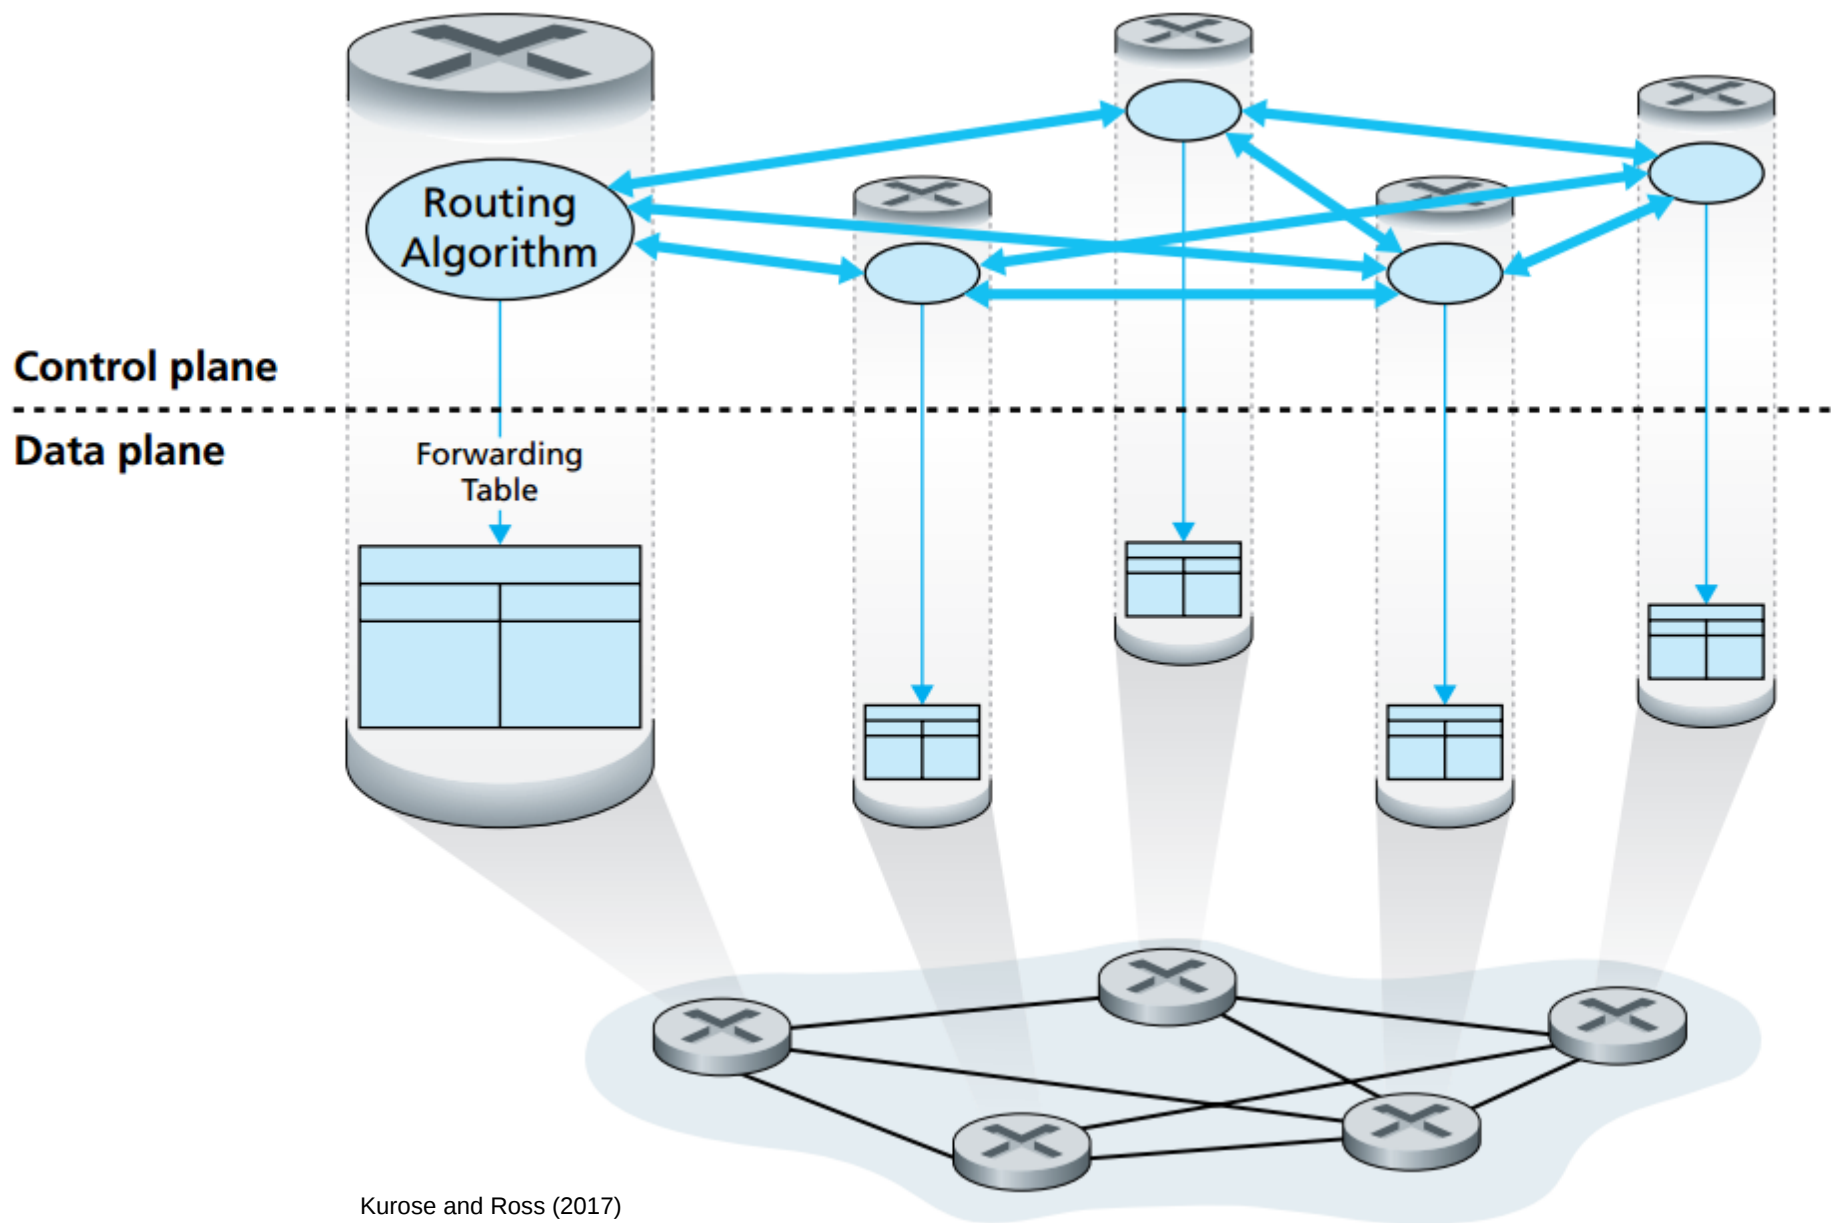 Routing
Algorithm
Control plane
Data plane
Forwarding
Table
Kurose and Ross (2017)